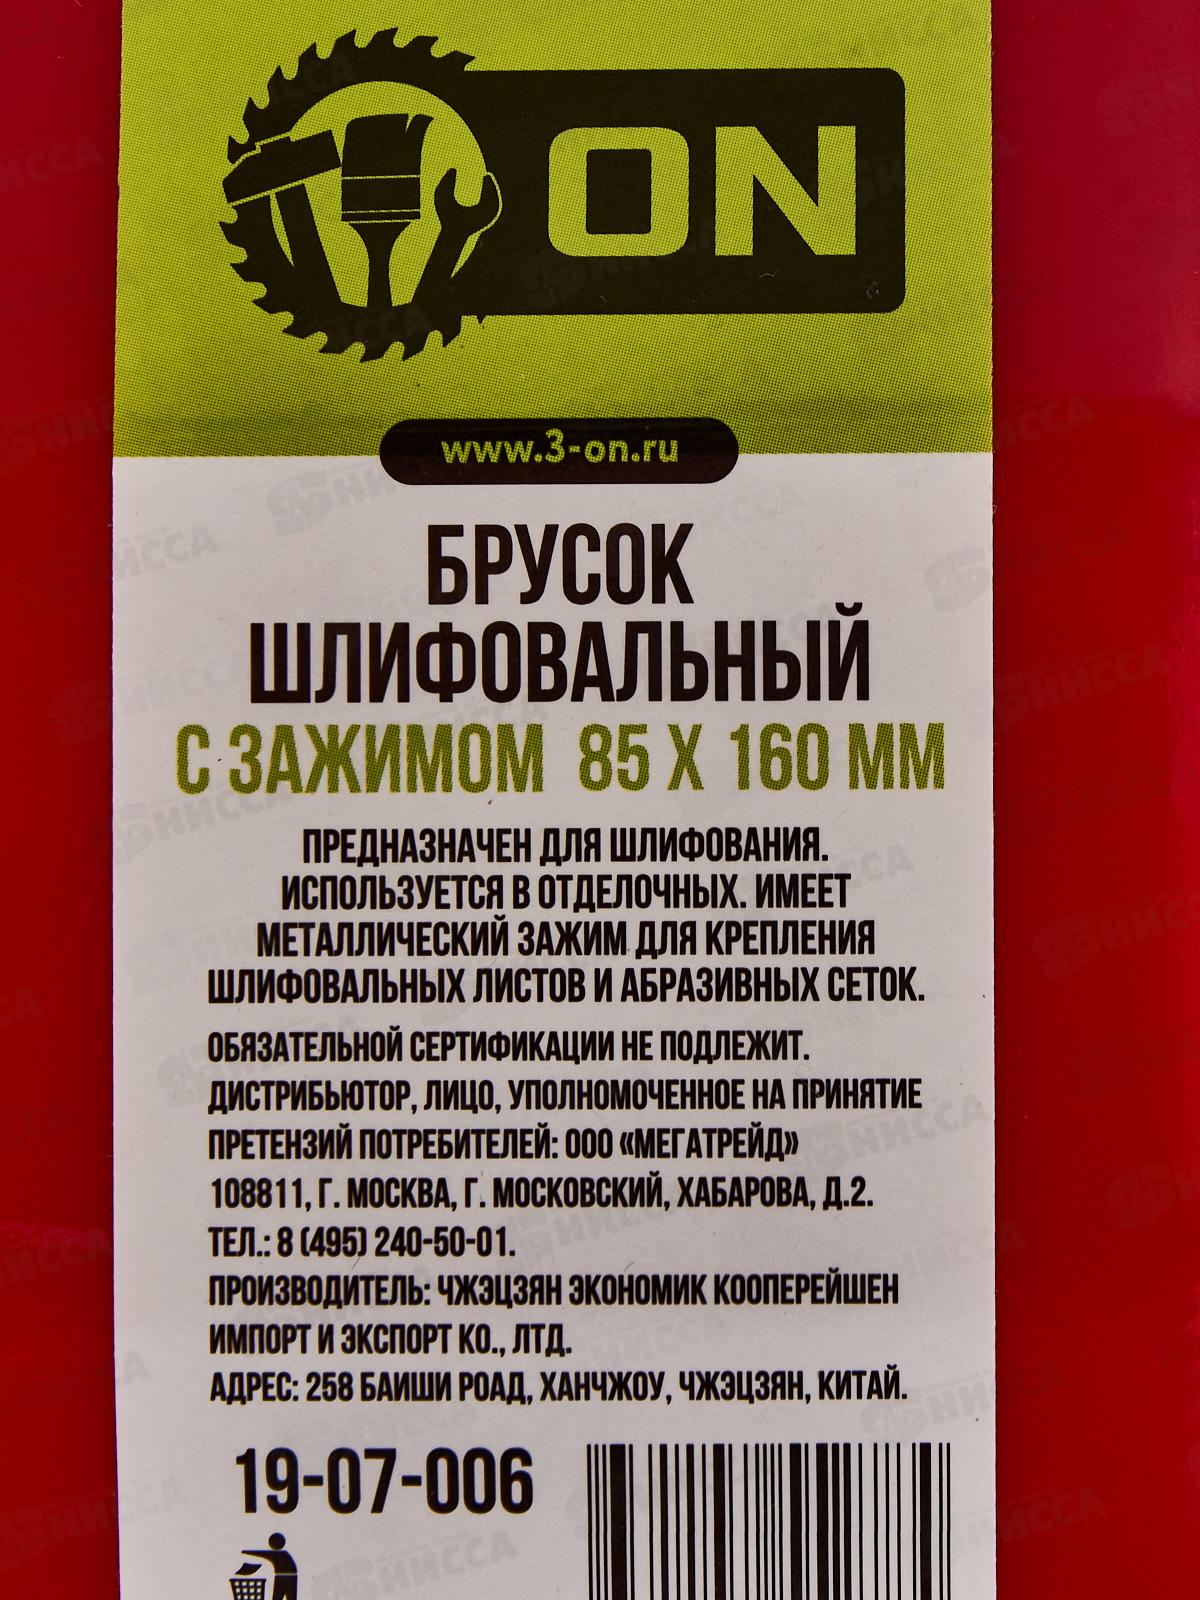 ON
www.3-on.ru
БРУСОК
ШЛИФОВАЛЬНЫЙ
С ЗАЖИМОМ 85 Х 160 ММ
ПРЕДНАЗНАЧЕН ДЛЯ ШЛИФОВАНИЯ.
ИСПОЛЬЗУЕТСЯ В ОТДЕЛОЧНЫХ. ИМЕЕТ
МЕТАЛЛИЧЕСКИЙ ЗАЖИМ ДЛЯ КРЕПЛЕНИЯ
ШЛИФОВАЛЬНЫХ ЛИСТОВ И АБРАЗИВНЫХ СЕТОК.
ОБЯЗАТЕЛЬНОЙ СЕРТИФИКАЦИИ НЕ ПОДЛЕЖИТ.
ДИСТРИБЬЮТОР, ЛИЦО, УПОЛНОМОЧЕННОЕ НА ПРИНЯТИЕ
ПРЕТЕНЗИЙ ПОТРЕБИТЕЛЕЙ: ООО «МЕГАТРЕЙД»
108811, Г. МОСКВА, Г. МОСКОВСКИЙ, ХАБАРОВА, Д.2.
ТЕЛ.: 8 (495) 240-50-01.
ПРОИЗВОДИТЕЛЬ: ЧЖЭЦЗЯН ЭКОНОМИК КООПЕРЕЙШЕН
ИМПОРТ И ЭКСПОРТ КО., ЛТД.
АДРЕС: 258 БАИШИ РОАД, ХАНЧЖОУ, ЧЖЭЦЗЯН, КИТАЙ.
19-07-006